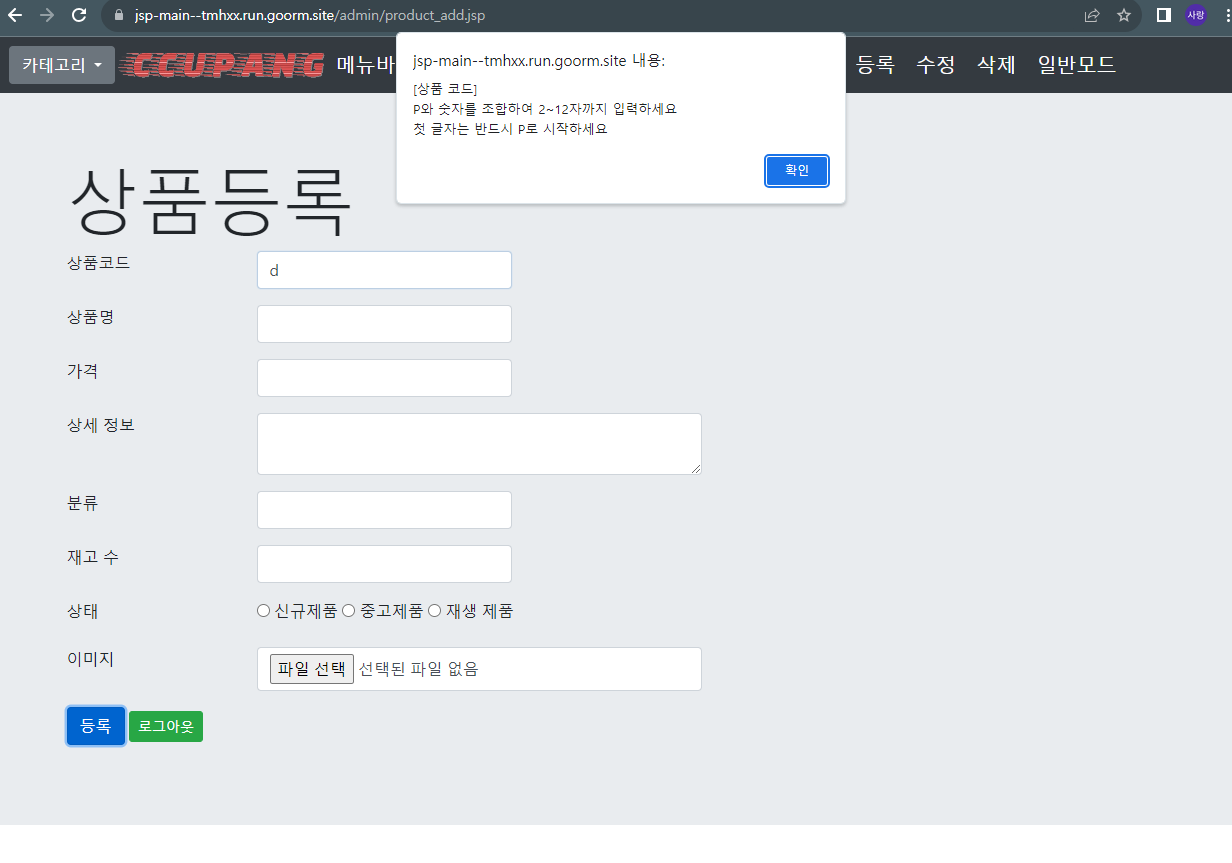 jsp-main--tmhxx.run.goorm.site/admin/product_add.jsp
사랑
카테고리
CCUPANG
메뉴바
등록 수정 삭제 일반모드
jsp-main--tmhxx.run.goorm.site 내용:
[상품 코드]
P와 숫자를 조합하여 2~12자까지 입력하세요
첫 글자는 반드시 P로 시작하세요
확인
상품등록
상품코드 d
상품명
가격
상세 정보
분류
재고 수
상태 신규제품 중고제품 재생 제품
이미지 파일 선택 선택된 파일 없음
등록 로그아웃